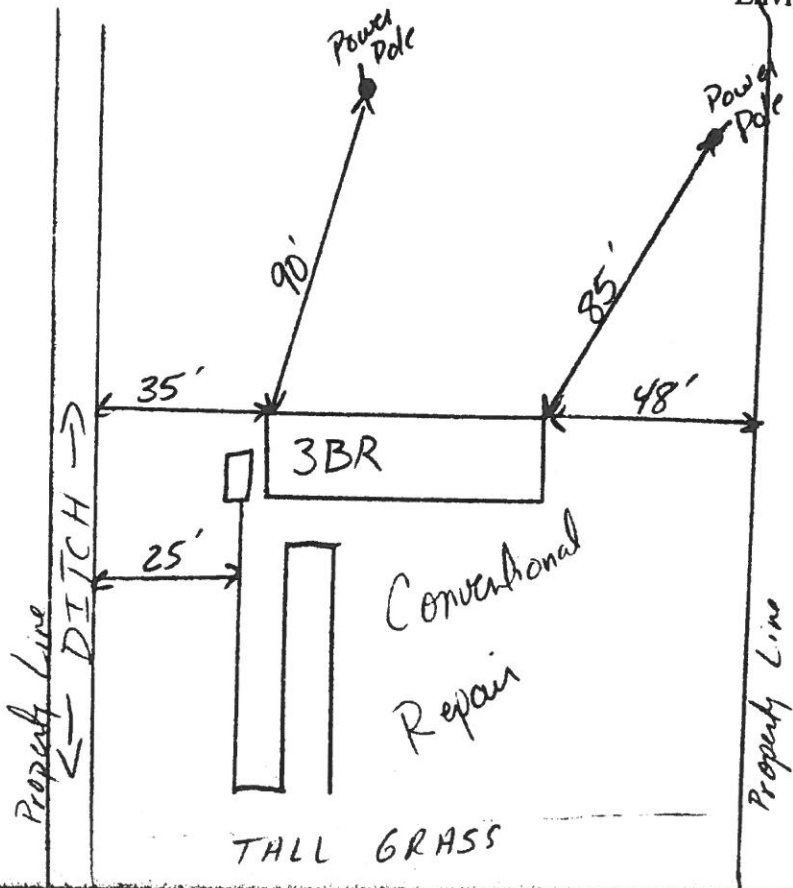 Power
Pole
Power
Pole
90'
85'
35'
48'
3BR
25'
← DITCH →
Conventional
Repair
Property Line
Property Line
TALL GRASS